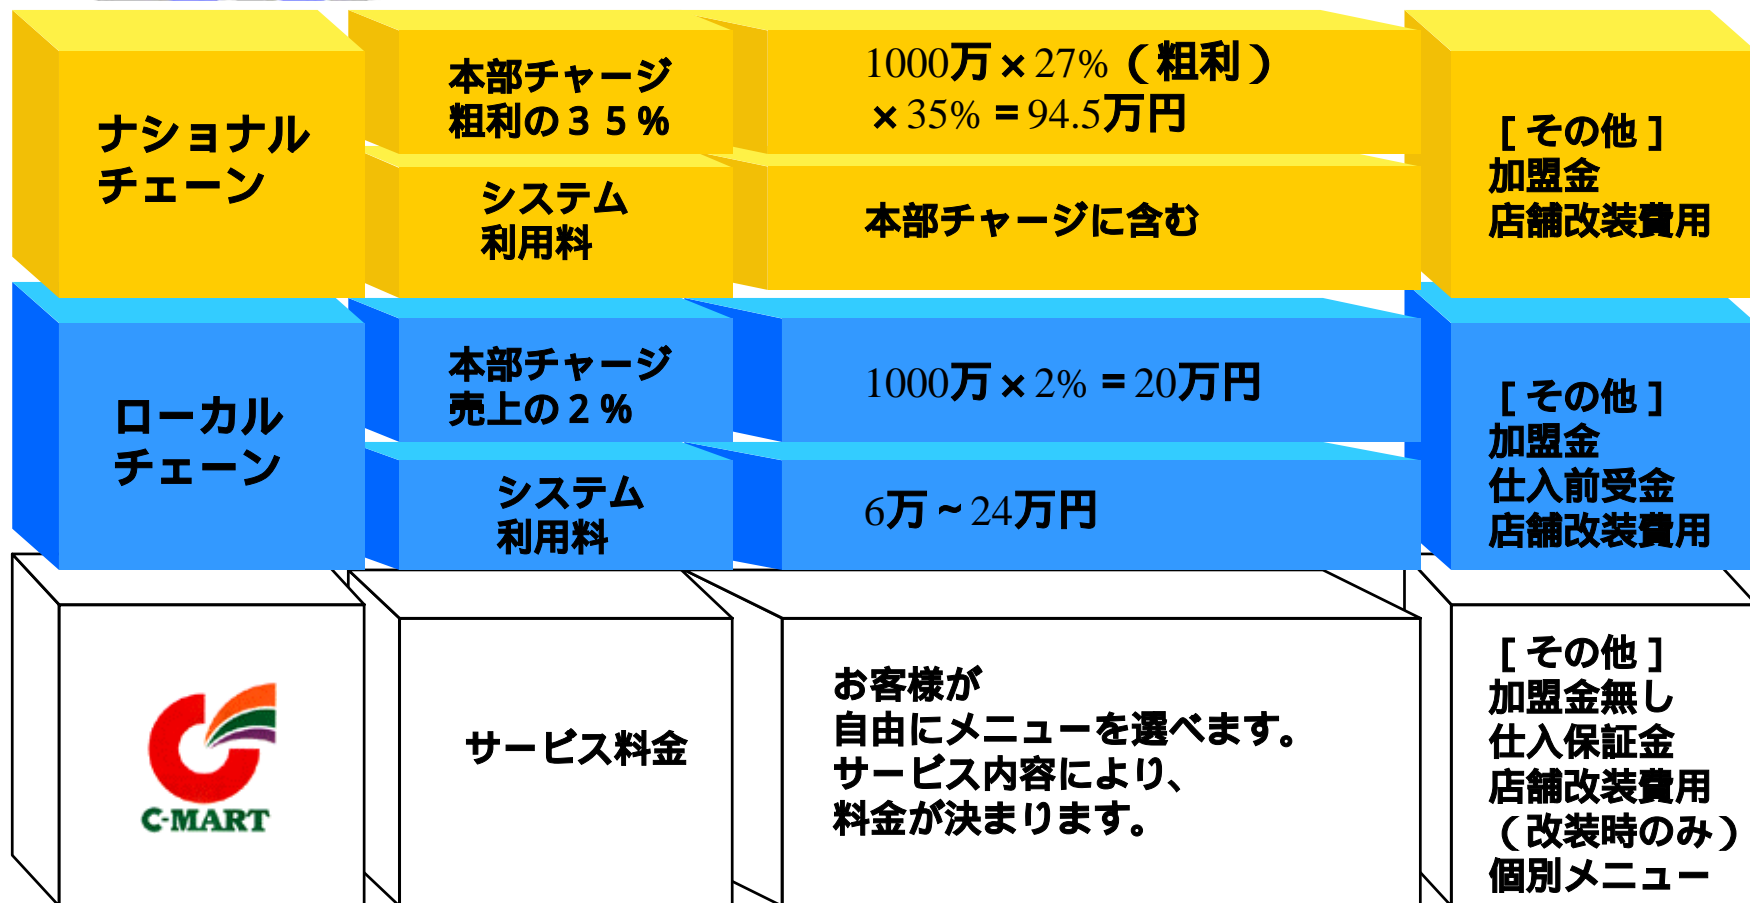 ナショナル
チェーン
本部チャージ
粗利の３５%
1000万×27%（粗利）
×35%=94.5万円
システム
利用料
本部チャージに含む
[その他]
加盟金
店舗改装費用
ローカル
チェーン
本部チャージ
売上の２%
1000万×2%=20万円
システム
利用料
6万~24万円
[その他]
加盟金
仕入前受金
店舗改装費用
C-MART
サービス料金
お客様が
自由にメニューを選べます。
サービス内容により、
料金が決まります。
[その他]
加盟金無し
仕入保証金
店舗改装費用
（改装時のみ）
個別メニュー